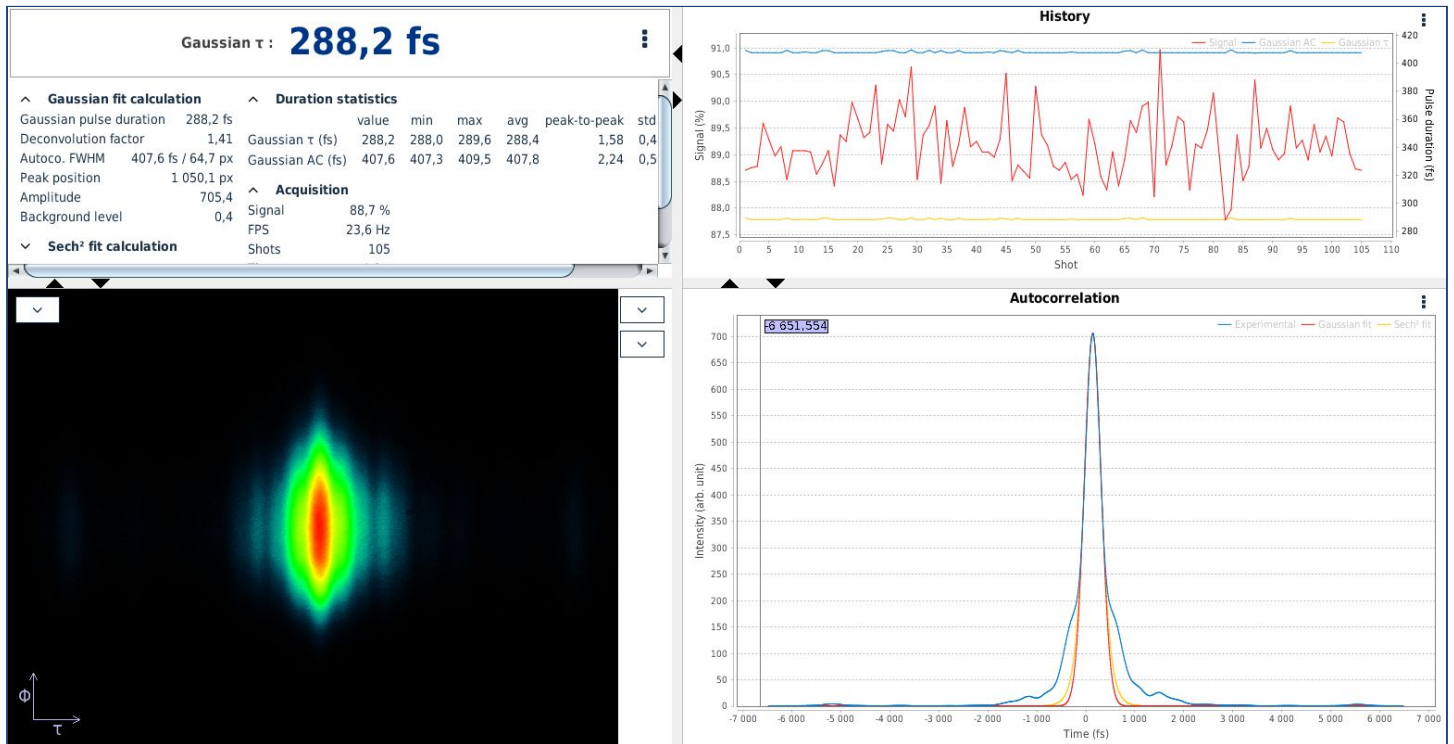 Gaussian τ : 288,2 fs
Gaussian fit calculation
Gaussian pulse duration 288,2 fs
Deconvolution factor 1,41
Autoco. FWHM 407,6 fs / 64,7 px
Peak position 1 050,1 px
Amplitude 705,4
Background level 0,4
Sech² fit calculation
Duration statistics
value min max avg peak-to-peak std
Gaussian τ (fs) 288,2 288,0 289,6 288,4 1,58 0,4
Gaussian AC (fs) 407,6 407,3 409,5 407,8 2,24 0,5
Acquisition
Signal 88,7 %
FPS 23,6 Hz
Shots 105
History
Signal Gaussian AC Gaussian τ
Signal (%)
91,0
90,5
90,0
89,5
89,0
88,5
88,0
87,5
420
400
380
360
340
320
300
280
Pulse duration (fs)
0 5 10 15 20 25 30 35 40 45 50 55 60 65 70 75 80 85 90 95 100 105 110
Shot
Φ
τ
Autocorrelation
-6 651,554
Experimental Gaussian fit Sech² fit
Intensity (arb. unit)
700
650
600
550
500
450
400
350
300
250
200
150
100
50
0
-7 000 -6 000 -5 000 -4 000 -3 000 -2 000 -1 000 0 1 000 2 000 3 000 4 000 5 000 6 000 7 000
Time (fs)